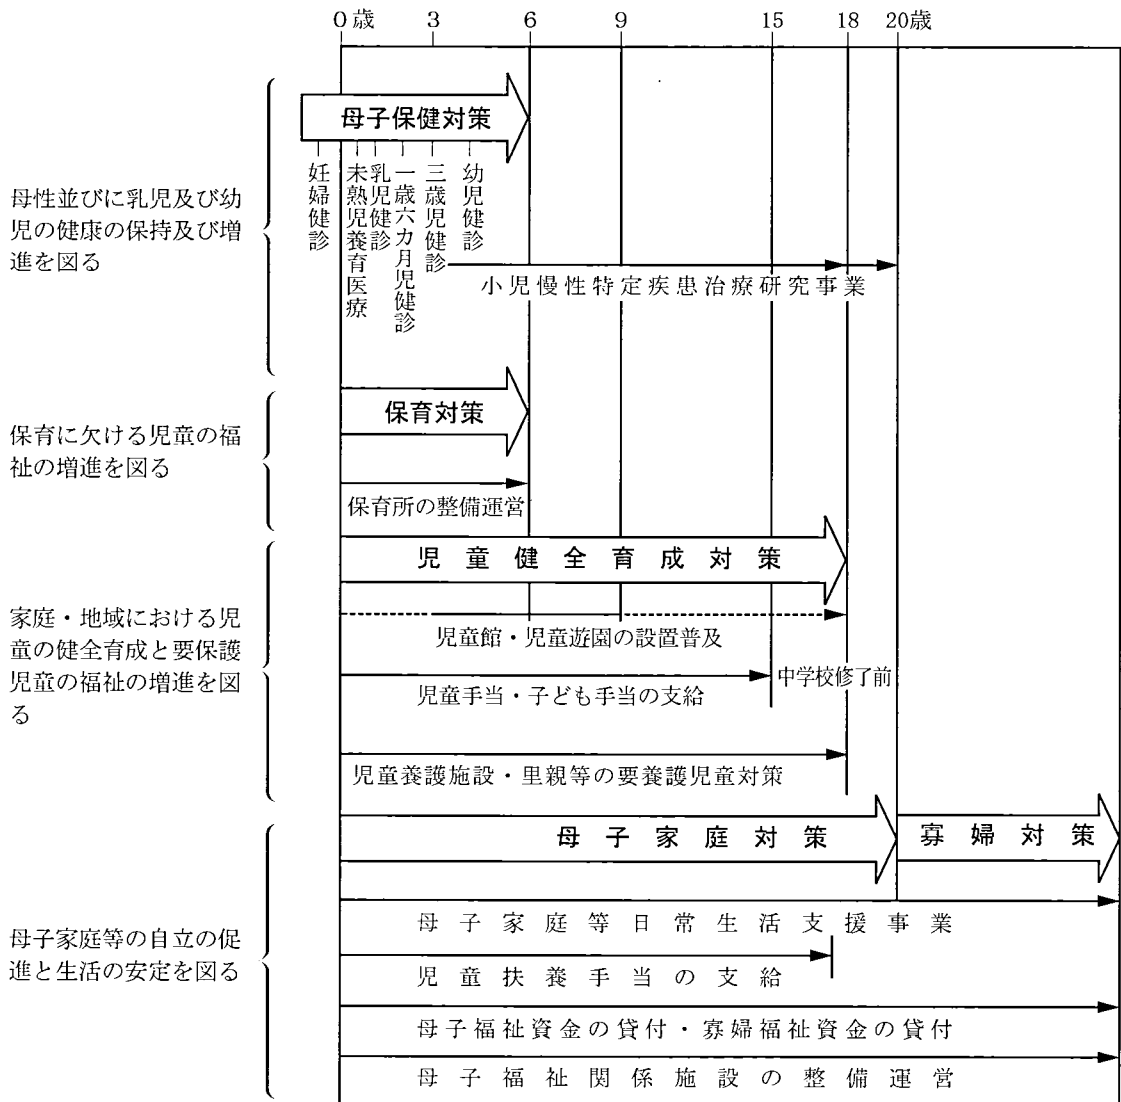 0歳 3 6 9 15 18 20歳
母性並びに乳児及び幼
児の健康の保持及び増
進を図る
母子保健対策
妊婦健診
未熟児養育医療
乳児健診
一歳六カ月児健診
三歳児健診
幼児健診
小児慢性特定疾患治療研究事業
保育に欠ける児童の福
祉の増進を図る
保育対策
保育所の整備運営
家庭・地域における児
童の健全育成と要保護
児童の福祉の増進を図
る
児童健全育成対策
児童館・児童遊園の設置普及
児童手当・子ども手当の支給
中学校修了前
児童養護施設・里親等の要養護児童対策
母子家庭等の自立の促
進と生活の安定を図る
母子家庭対策
寡婦対策
母子家庭等日常生活支援事業
児童扶養手当の支給
母子福祉資金の貸付・寡婦福祉資金の貸付
母子福祉関係施設の整備運営